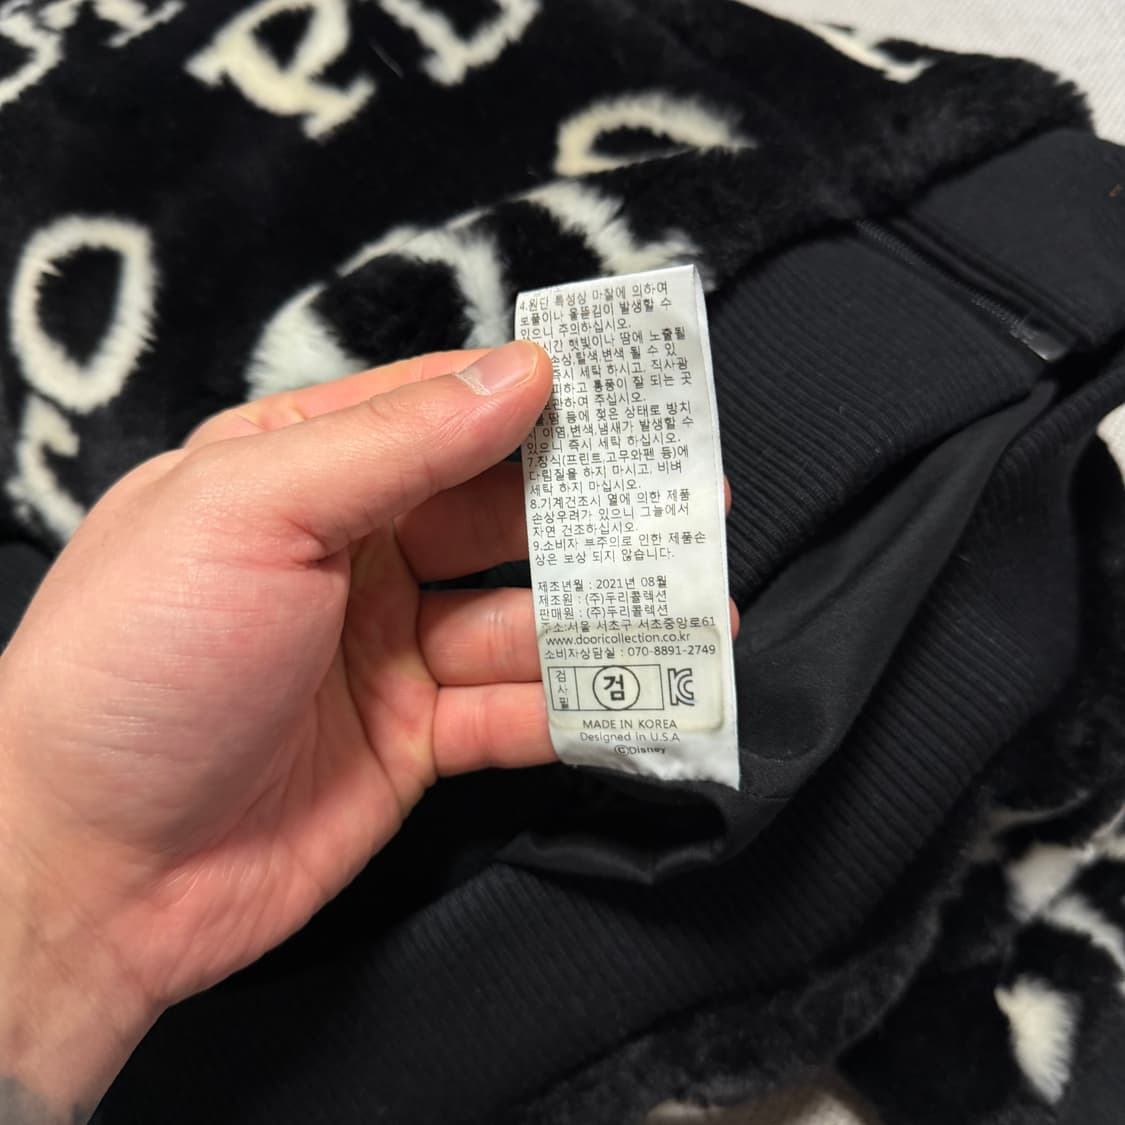 4.원단 특성상 마찰에 의하여
보풀이나 올뜯김이 발생할 수
있으니 주의하십시오.
시간 햇빛이나 땀에 노출될
손상,탈색,변색 될 수 있
즉시 세탁 하시고, 직사광
피하고 통풍이 잘 되는 곳
보관하여 주십시오.
땀 등에 젖은 상태로 방치
시 이염,변색,냄새가 발생할 수
있으니 즉시 세탁 하십시오.
7.장식(프린트,고무와펜 등)에
다림질을 하지 마시고, 비벼
세탁 하지 마십시오.
8.기계건조시 열에 의한 제품
손상우려가 있으니 그늘에서
자연 건조하십시오.
9.소비자 부주의로 인한 제품손
상은 보상 되지 않습니다.
제조년월 : 2021년 08월
제조원 : (주)두리콜렉션
판매원 : (주)두리콜렉션
주소:서울 서초구 서초중앙로61
www.dooricollection.co.kr
소비자상담실 : 070-8891-2749
검사필 검 KC
MADE IN KOREA
Designed in U.S.A
©Disney